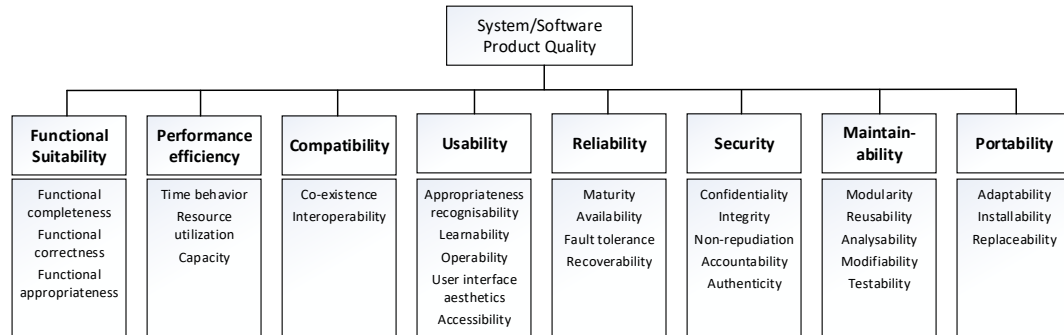 System/Software
Product Quality
Functional
Suitability
Functional
completeness
Functional
correctness
Functional
appropriateness
Performance
efficiency
Time behavior
Resource
utilization
Capacity
Compatibility
Co-existence
Interoperability
Usability
Appropriateness
recognisability
Learnability
Operability
User interface
aesthetics
Accessibility
Reliability
Maturity
Availability
Fault tolerance
Recoverability
Security
Confidentiality
Integrity
Non-repudiation
Accountability
Authenticity
Maintain-
ability
Modularity
Reusability
Analysability
Modifiability
Testability
Portability
Adaptability
Installability
Replaceability